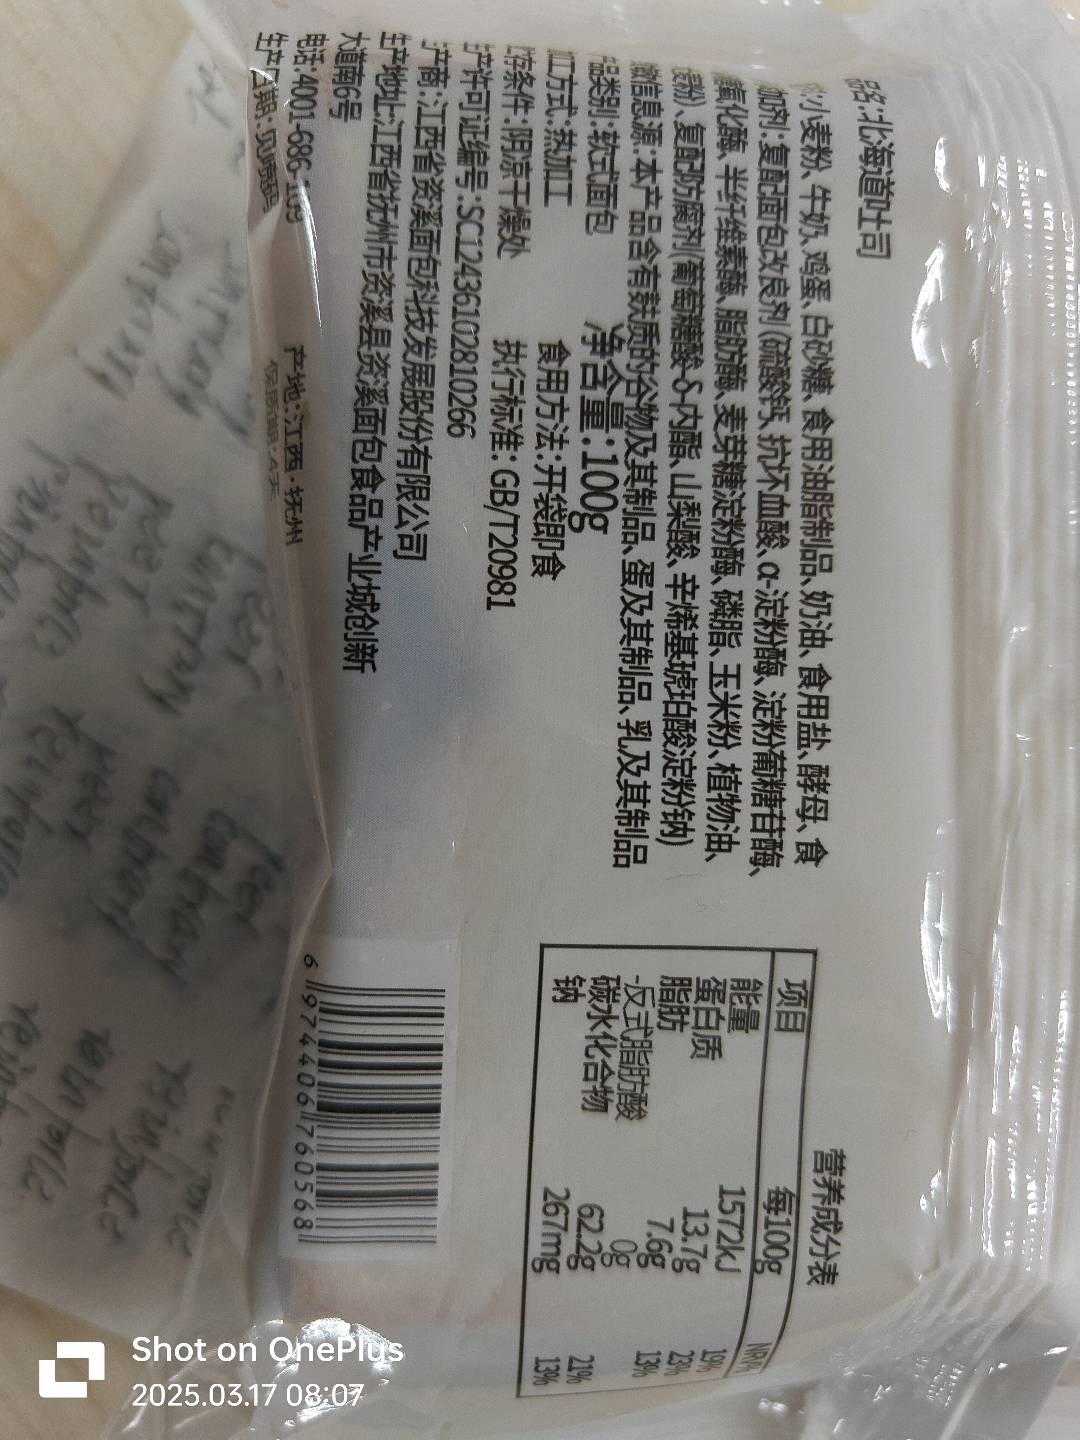 品名:北海道吐司
小麦粉、牛奶、鸡蛋、白砂糖、食用油脂制品、奶油、食用盐、酵母、食
加剂:复配面包改良剂(硫酸钙、抗坏血酸、α-淀粉酶、淀粉葡糖苷酶、
氧化酶、半纤维素酶、脂肪酶、麦芽糖淀粉酶、磷脂、玉米粉、植物油、
麦粉)、复配防腐剂(葡萄糖酸-δ-内酯、山梨酸、辛烯基琥珀酸淀粉钠)
敏信息源:本产品含有麸质的谷物及其制品、蛋及其制品、乳及其制品
品类别:软式面包 净含量:100g
加工方式:热加工 食用方法:开袋即食
贮存条件:阴凉干燥处 执行标准:GB/T20981
生产许可证编号:SC12436102810266
生产商:江西省资溪面包科技发展股份有限公司
生产地址:江西省抚州市资溪县资溪面包食品产业城创新
大道南6号
电话:4001-686- 产地:江西·抚州
生产日期:见喷码 保质期:
营养成分表
项目 每100g NRV%
能量 1572kJ 19%
蛋白质 13.7g 23%
脂肪 7.6g 13%
-反式脂肪酸 0g
碳水化合物 62.2g 21%
钠 267mg 13%
6 974406 760568
Shot on OnePlus
2025.03.17 08:07